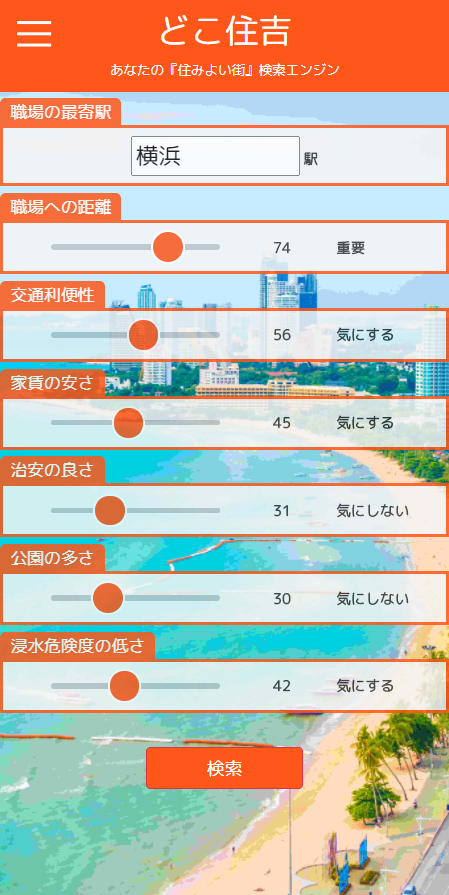 どこ住吉
あなたの『住みよい街』検索エンジン
職場の最寄駅
横浜 駅
職場への距離
74 重要
交通利便性
56 気にする
家賃の安さ
45 気にする
治安の良さ
31 気にしない
公園の多さ
30 気にしない
浸水危険度の低さ
42 気にする
検索